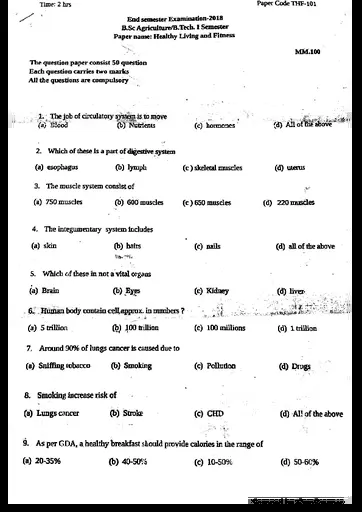 Time: 2 hrs
Paper Code THF-101
End semester Examination-2018
B.Sc Agriculture/B.Tech. I Semester
Paper name: Healthy Living and Fitness
MM.100
The question paper consist 50 question
Each question carries two marks
All the questions are compulsory
1. The job of circulatory system is to move
(a) Blood (b) Nutrients (c) hormones (d) All of the above
2. Which of these is a part of digestive system
(a) esophagus (b) lymph (c) skeletal muscles (d) uterus
3. The muscle system consist of
(a) 750 muscles (b) 600 muscles (c) 650 muscles (d) 220 muscles
4. The integumentary system includes
(a) skin (b) hairs (c) nails (d) all of the above
5. Which of these in not a vital organs
(a) Brain (b) Eyes (c) Kidney (d) liver
6. Human body contain cell,approx. in numbers ?
(a) 5 trillion (b) 100 trillion (c) 100 millions (d) 1 trillion
7. Around 90% of lungs cancer is caused due to
(a) Sniffing tobacco (b) Smoking (c) Pollution (d) Drugs
8. Smoking increase risk of
(a) Lungs cancer (b) Stroke (c) CHD (d) All of the above
9. As per GDA, a healthy breakfast should provide calories in the range of
(a) 20-35% (b) 40-50% (c) 10-50% (d) 50-60%